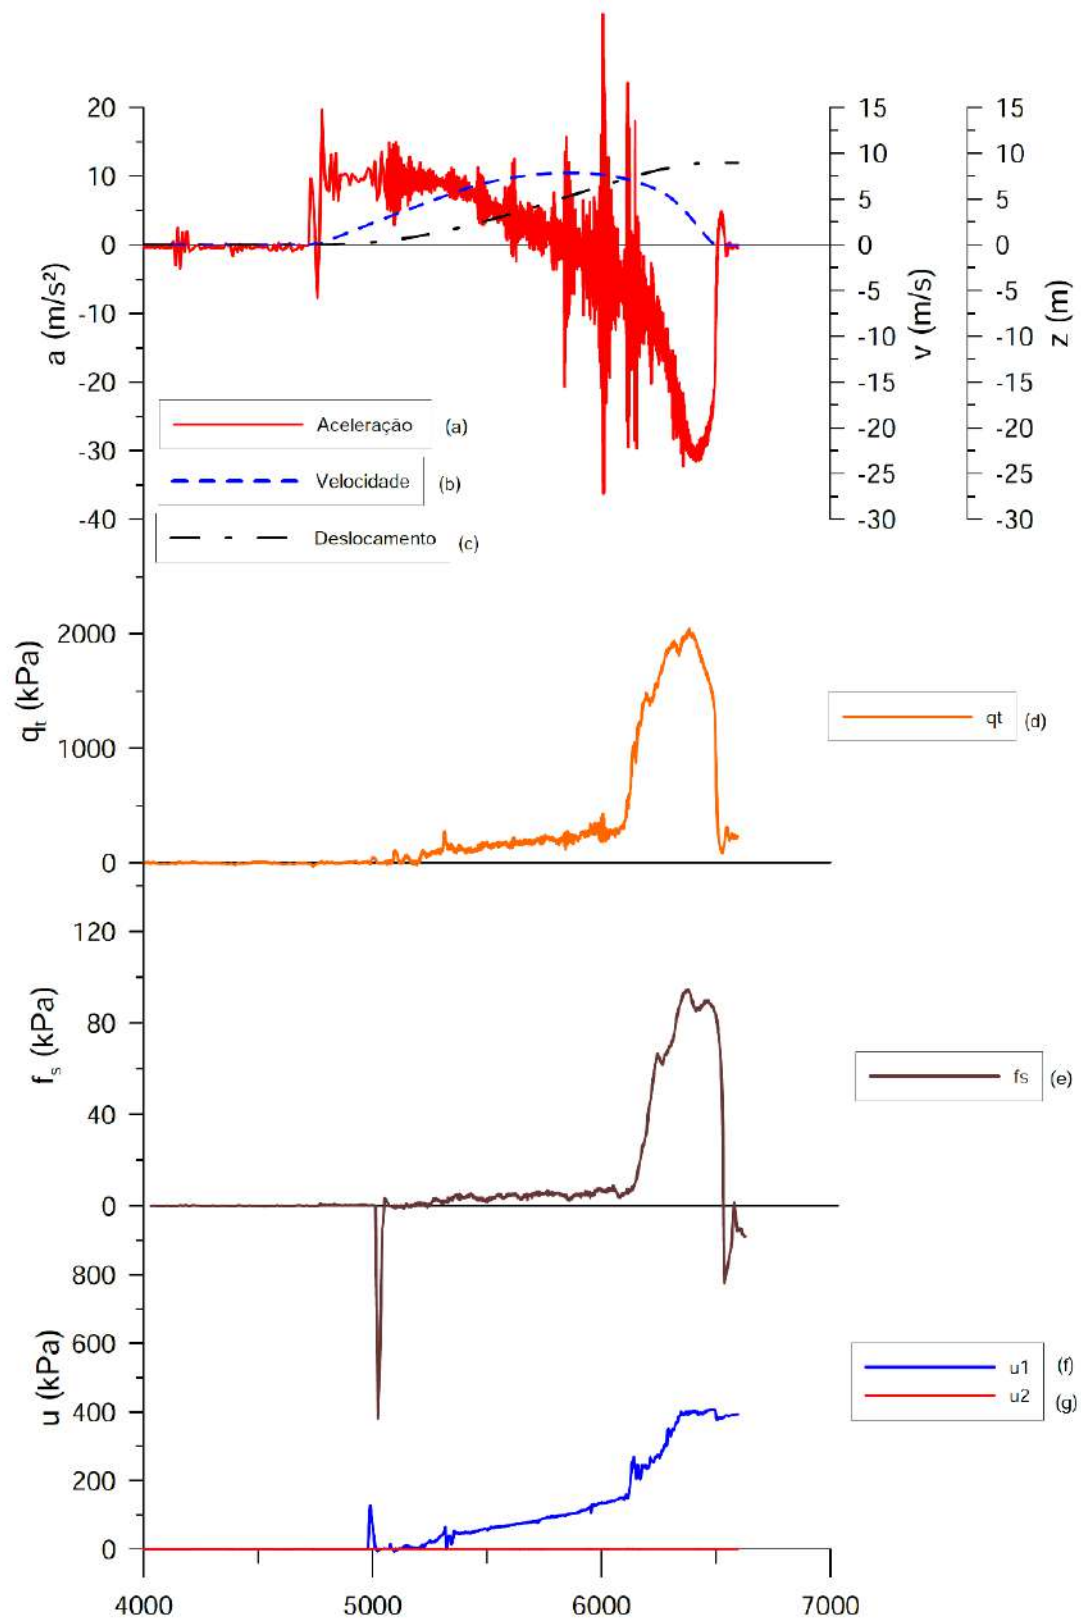 20
10
0
-10
-20
-30
-40
a (m/s²)
15
10
5
0
-5
-10
-15
-20
-25
-30
v (m/s)
15
10
5
0
-5
-10
-15
-20
-25
-30
z (m)
Aceleração (a)
Velocidade (b)
Deslocamento (c)
2000
1000
0
qt (kPa)
qt (d)
120
80
40
0
fs (kPa)
fs (e)
800
600
400
200
0
u (kPa)
u1 (f)
u2 (g)
4000 5000 6000 7000